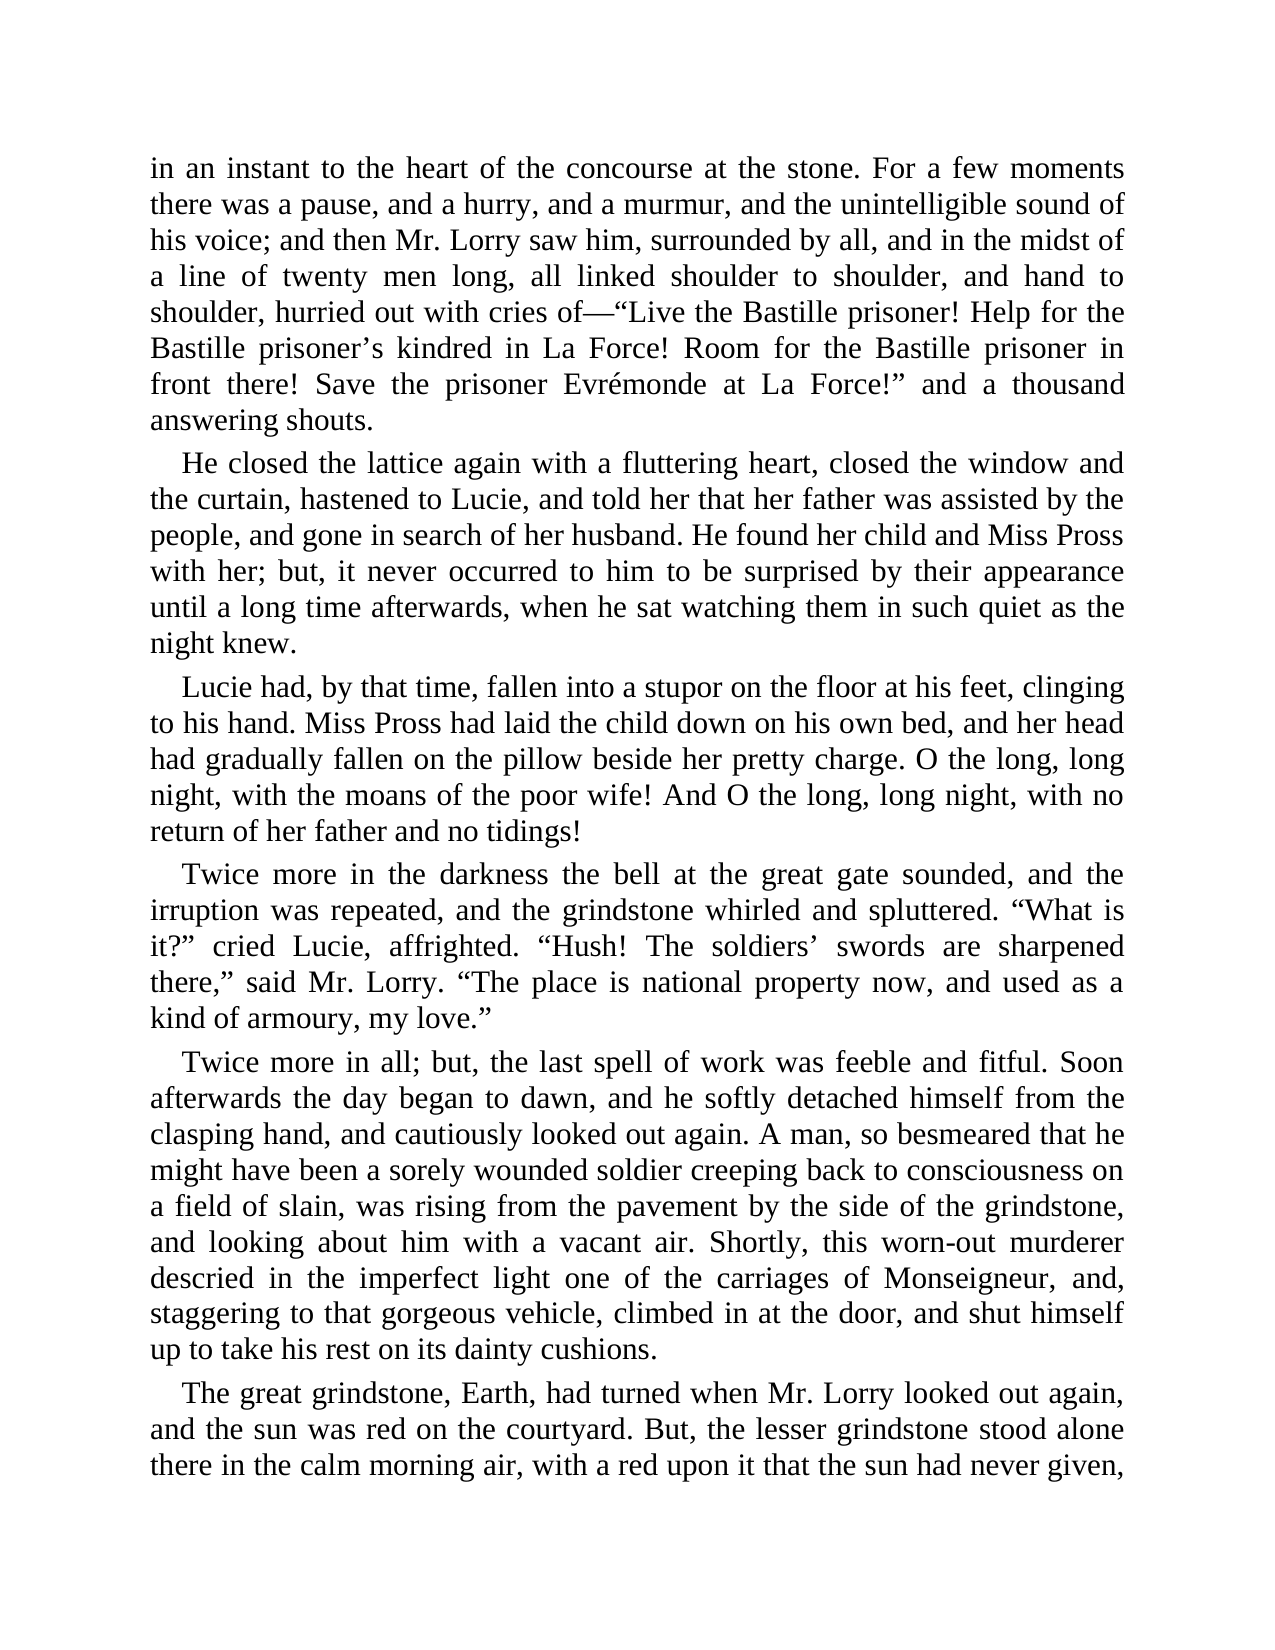 in an instant to the heart of the concourse at the stone. For a few moments
there was a pause, and a hurry, and a murmur, and the unintelligible sound of
his voice; and then Mr. Lorry saw him, surrounded by all, and in the midst of
a line of twenty men long, all linked shoulder to shoulder, and hand to
shoulder, hurried out with cries of—“Live the Bastille prisoner! Help for the
Bastille prisoner’s kindred in La Force! Room for the Bastille prisoner in
front there! Save the prisoner Evrémonde at La Force!” and a thousand
answering shouts.
He closed the lattice again with a fluttering heart, closed the window and
the curtain, hastened to Lucie, and told her that her father was assisted by the
people, and gone in search of her husband. He found her child and Miss Pross
with her; but, it never occurred to him to be surprised by their appearance
until a long time afterwards, when he sat watching them in such quiet as the
night knew.
Lucie had, by that time, fallen into a stupor on the floor at his feet, clinging
to his hand. Miss Pross had laid the child down on his own bed, and her head
had gradually fallen on the pillow beside her pretty charge. O the long, long
night, with the moans of the poor wife! And O the long, long night, with no
return of her father and no tidings!
Twice more in the darkness the bell at the great gate sounded, and the
irruption was repeated, and the grindstone whirled and spluttered. “What is
it?” cried Lucie, affrighted. “Hush! The soldiers’ swords are sharpened
there,” said Mr. Lorry. “The place is national property now, and used as a
kind of armoury, my love.”
Twice more in all; but, the last spell of work was feeble and fitful. Soon
afterwards the day began to dawn, and he softly detached himself from the
clasping hand, and cautiously looked out again. A man, so besmeared that he
might have been a sorely wounded soldier creeping back to consciousness on
a field of slain, was rising from the pavement by the side of the grindstone,
and looking about him with a vacant air. Shortly, this worn-out murderer
descried in the imperfect light one of the carriages of Monseigneur, and,
staggering to that gorgeous vehicle, climbed in at the door, and shut himself
up to take his rest on its dainty cushions.
The great grindstone, Earth, had turned when Mr. Lorry looked out again,
and the sun was red on the courtyard. But, the lesser grindstone stood alone
there in the calm morning air, with a red upon it that the sun had never given,